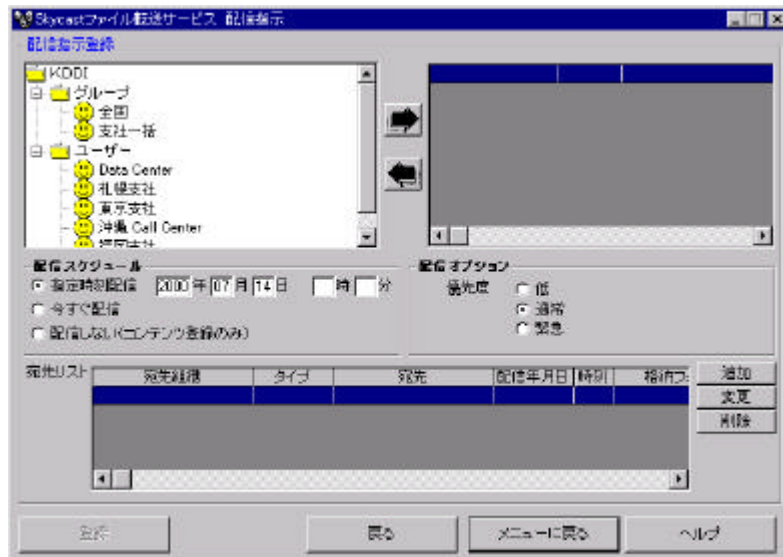 Skycastファイル転送サービス 配信指示
配信指示登録
KDDI
グループ
全国
支社一括
ユーザー
Data Center
札幌支社
東京支社
沖縄 Call Center
福岡支社
配信スケジュール
指定時刻配信 2000 年 07 月 14 日 時 分
今すぐ配信
配信しない(コンテンツ登録のみ)
配信オプション
優先度
低
通常
緊急
宛先リスト
宛先組織 タイプ 宛先 配信年月日 時刻 格納フ
追加
変更
削除
登録 戻る メニューに戻る ヘルプ